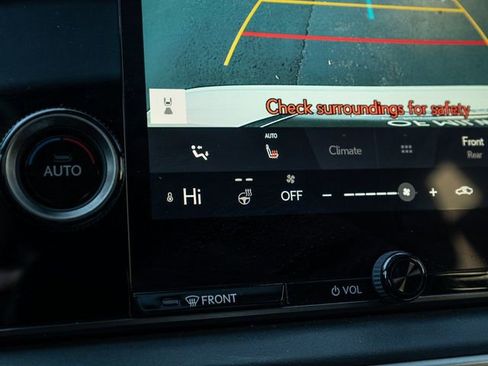 Check surroundings for safety
AUTO
Climate
Front
Rear
AUTO
Hi
OFF
FRONT
VOL